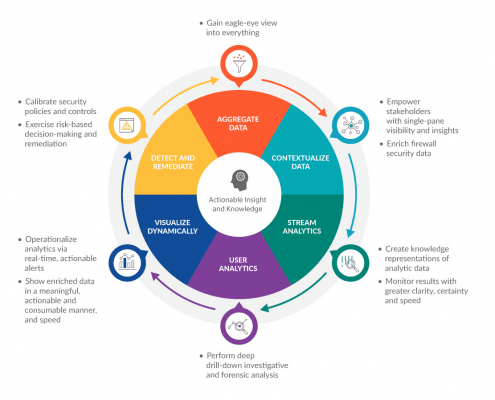 • Gain eagle-eye view
into everything
AGGREGATE
DATA
• Empower
stakeholders
with single-pane
visibility and insights
• Enrich firewall
security data
CONTEXTUALIZE
DATA
• Create knowledge
representations of
analytic data
• Monitor results with
greater clarity, certainty
and speed
STREAM
ANALYTICS
• Perform deep
drill-down investigative
and forensic analysis
USER
ANALYTICS
• Operationalize
analytics via
real-time, actionable
alerts
• Show enriched data
in a meaningful,
actionable and
consumable manner,
and speed
VISUALIZE
DYNAMICALLY
• Calibrate security
policies and controls
• Exercise risk-based
decision-making and
remediation
DETECT AND
REMEDIATE
Actionable Insight
and Knowledge